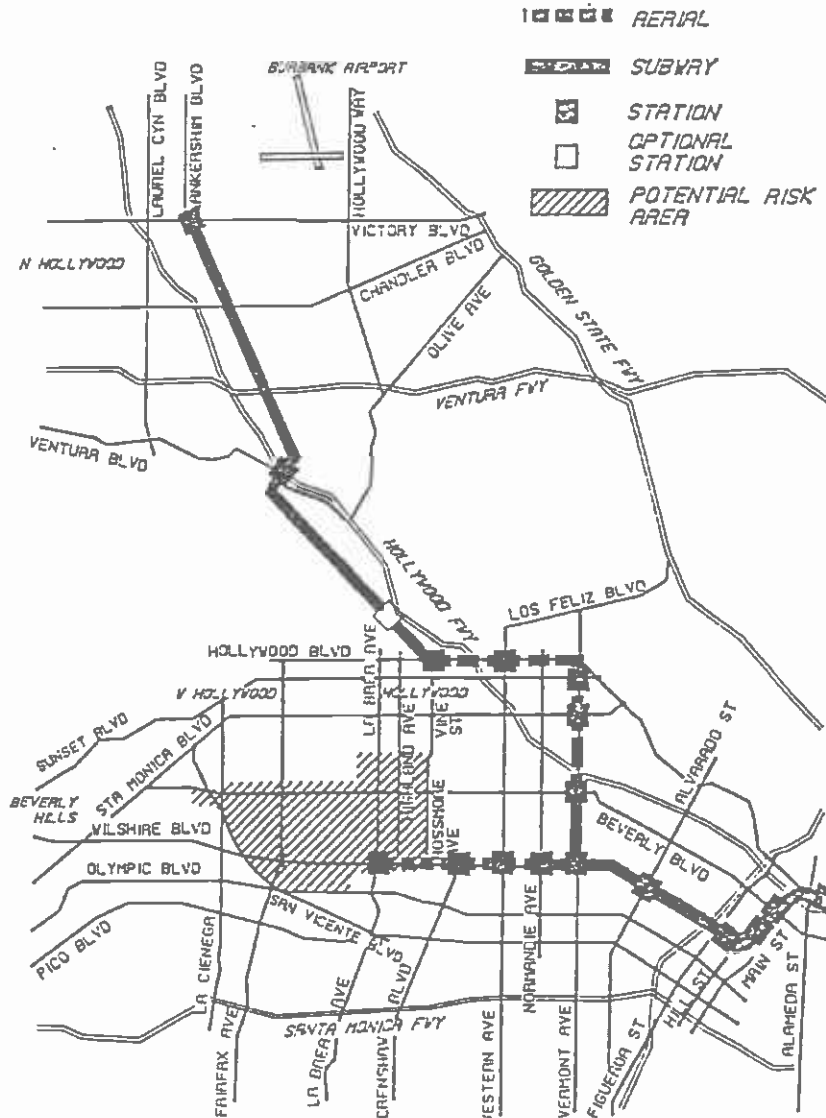 AERIAL
SUBWAY
STATION
OPTIONAL
STATION
POTENTIAL RISK
AREA
BURBANK AIRPORT
LAUREL CYN BLVD
LANKERSHIM BLVD
HOLLYWOOD WAY
VICTORY BLVD
N HOLLYWOOD
CHANDLER BLVD
OLIVE AVE
GOLDEN STATE FWY
VENTURA FWY
VENTURA BLVD
HOLLYWOOD FWY
LOS FELIZ BLVD
HOLLYWOOD BLVD
LA BREA AVE
W HOLLYWOOD
HOLLYWOOD
HIGHLAND AVE
VINE
ST
SUNSET BLVD
STA MONICA BLVD
ALVARADO ST
BEVERLY
HILLS
ROSSMORE
AVE
BEVERLY BLVD
WILSHIRE BLVD
OLYMPIC BLVD
SAN VICENTE BLVD
PICO BLVD
LA CIENEGA
NORMANDIE AVE
HILL ST
MAIN ST
ALAMEDA ST
SANTA MONICA FWY
FAIRFAX AVE
LA BREA AVE
CRENSHAW BLVD
WESTERN AVE
VERMONT AVE
FIGUEROA ST